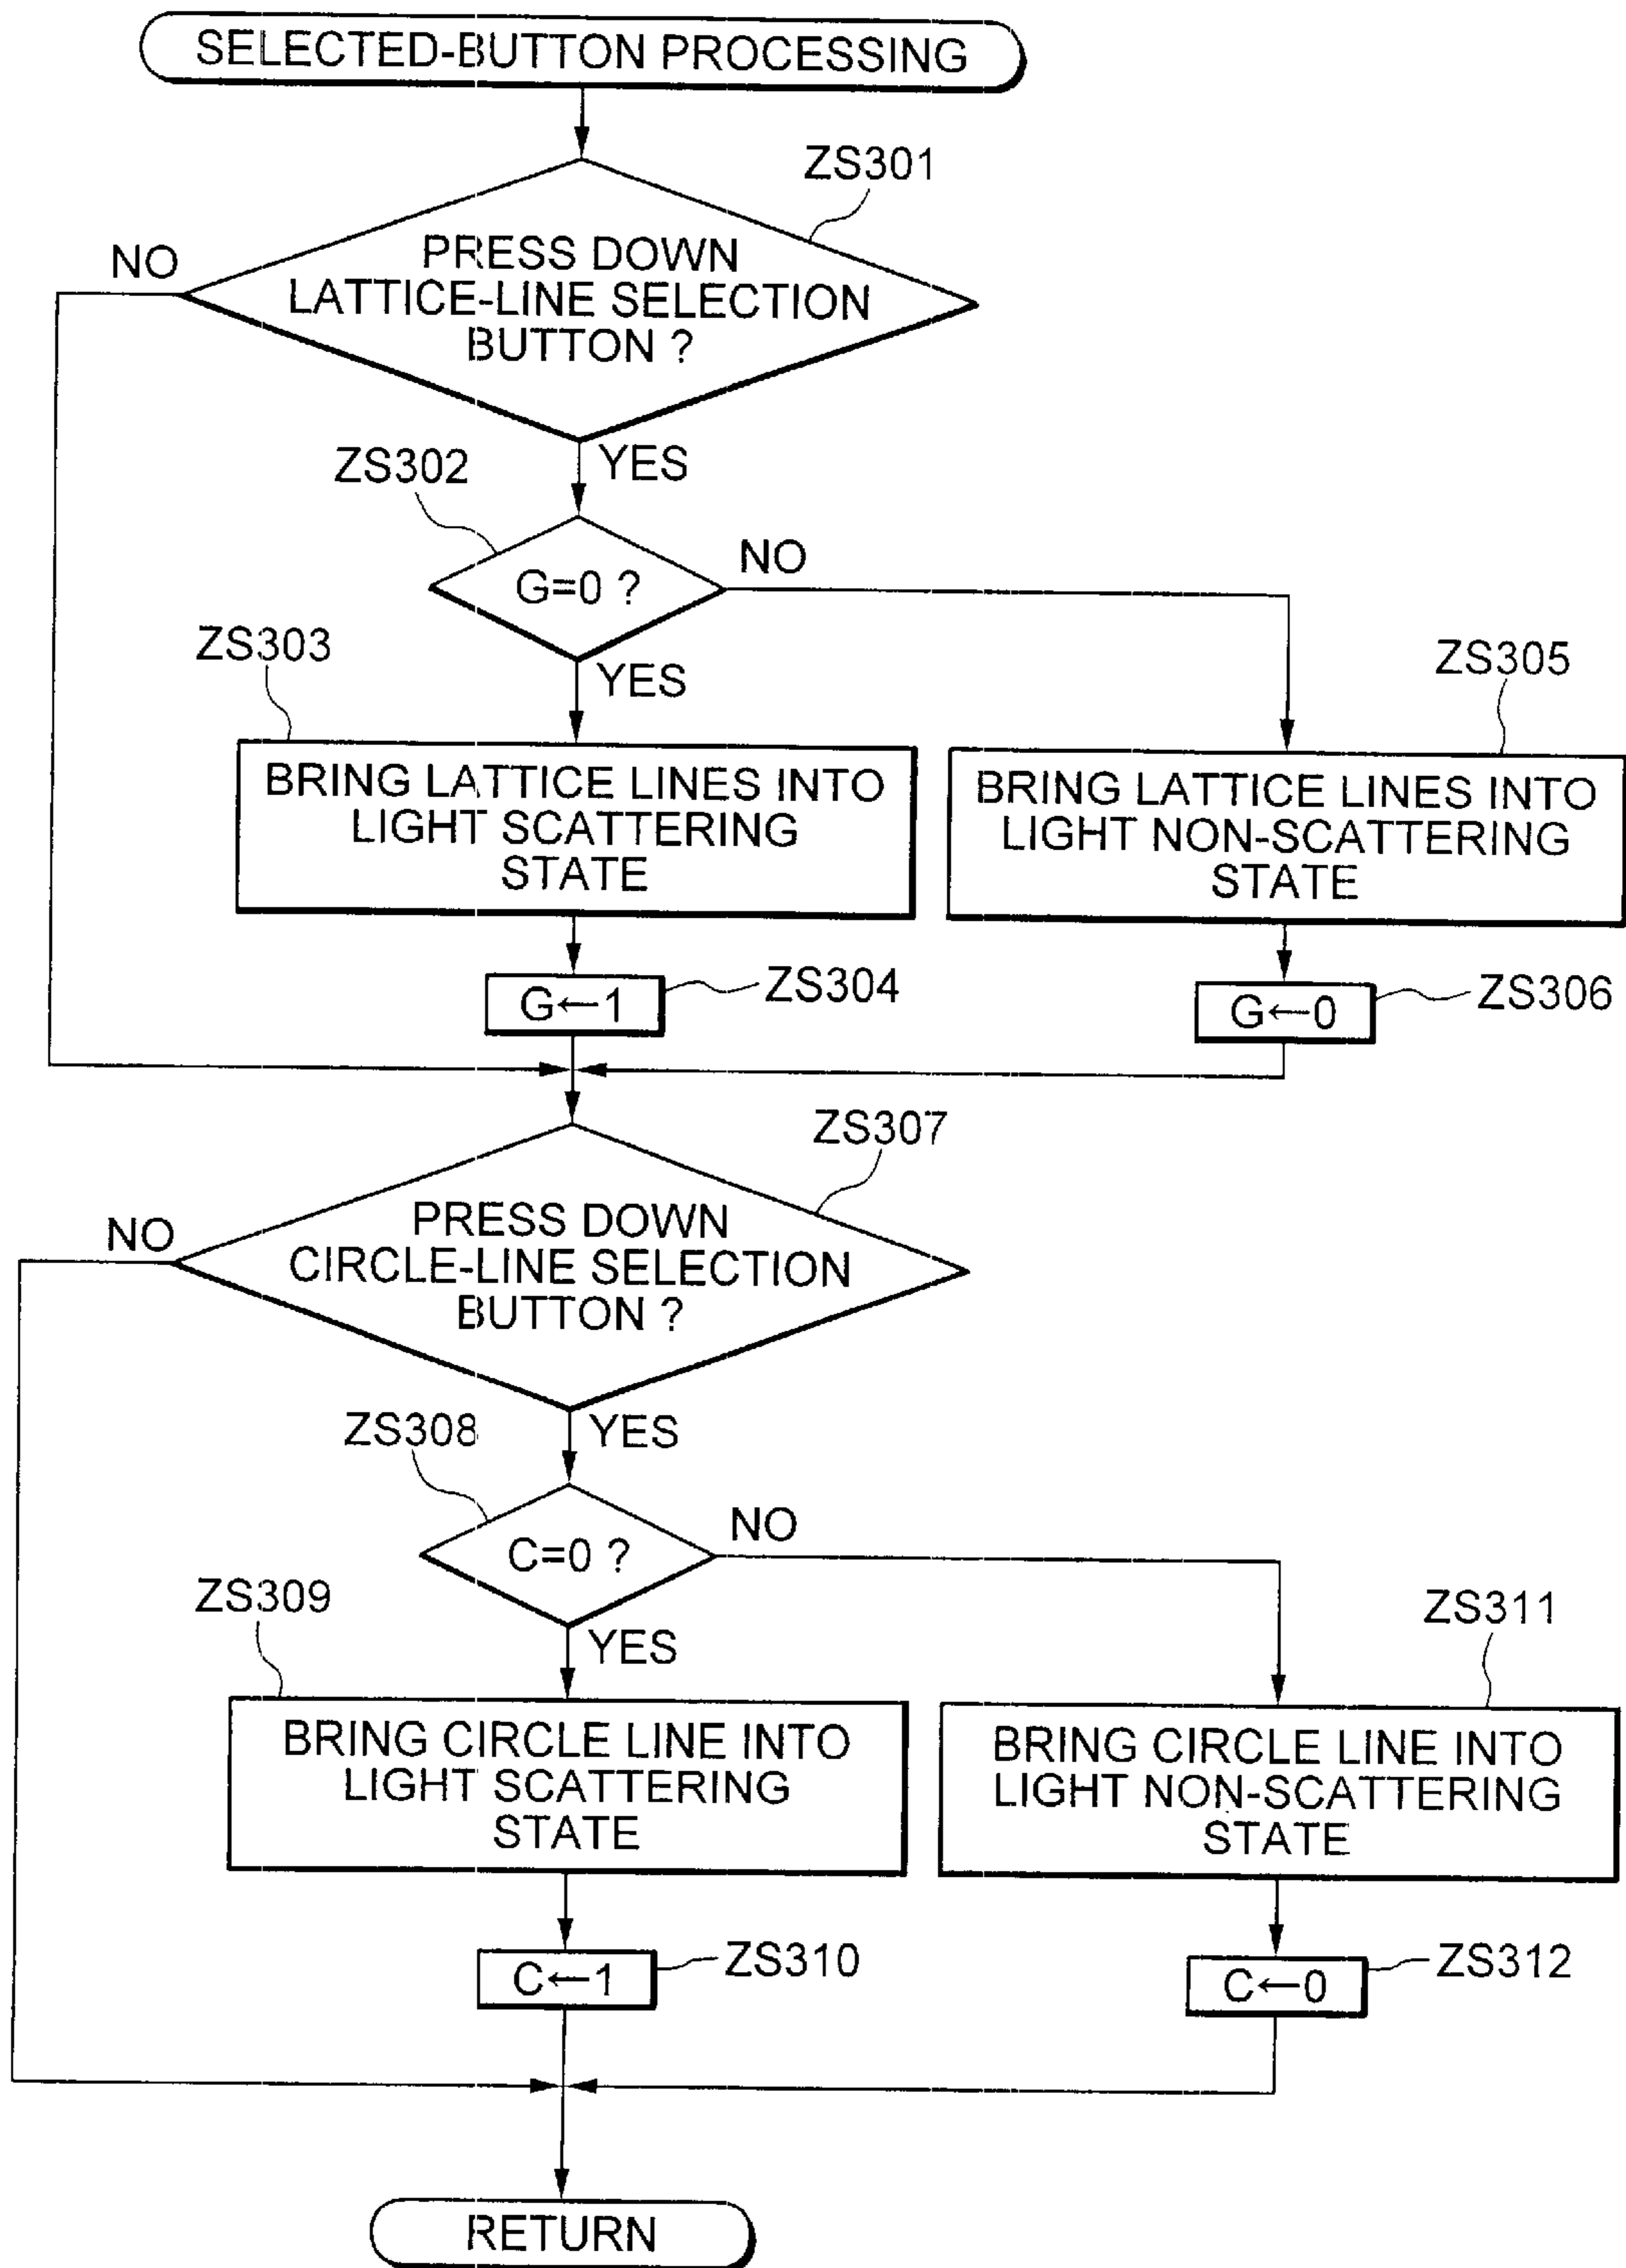 SELECTED-BUTTON PROCESSING
ZS301
PRESS DOWN
LATTICE-LINE SELECTION
BUTTON ?
NO
YES
ZS302
G=0 ?
NO
YES
ZS303
BRING LATTICE LINES INTO
LIGHT SCATTERING
STATE
ZS305
BRING LATTICE LINES INTO
LIGHT NON-SCATTERING
STATE
G←1
ZS304
G←0
ZS306
ZS307
PRESS DOWN
CIRCLE-LINE SELECTION
BUTTON ?
NO
YES
ZS308
C=0 ?
NO
YES
ZS309
BRING CIRCLE LINE INTO
LIGHT SCATTERING
STATE
ZS311
BRING CIRCLE LINE INTO
LIGHT NON-SCATTERING
STATE
C←1
ZS310
C←0
ZS312
RETURN